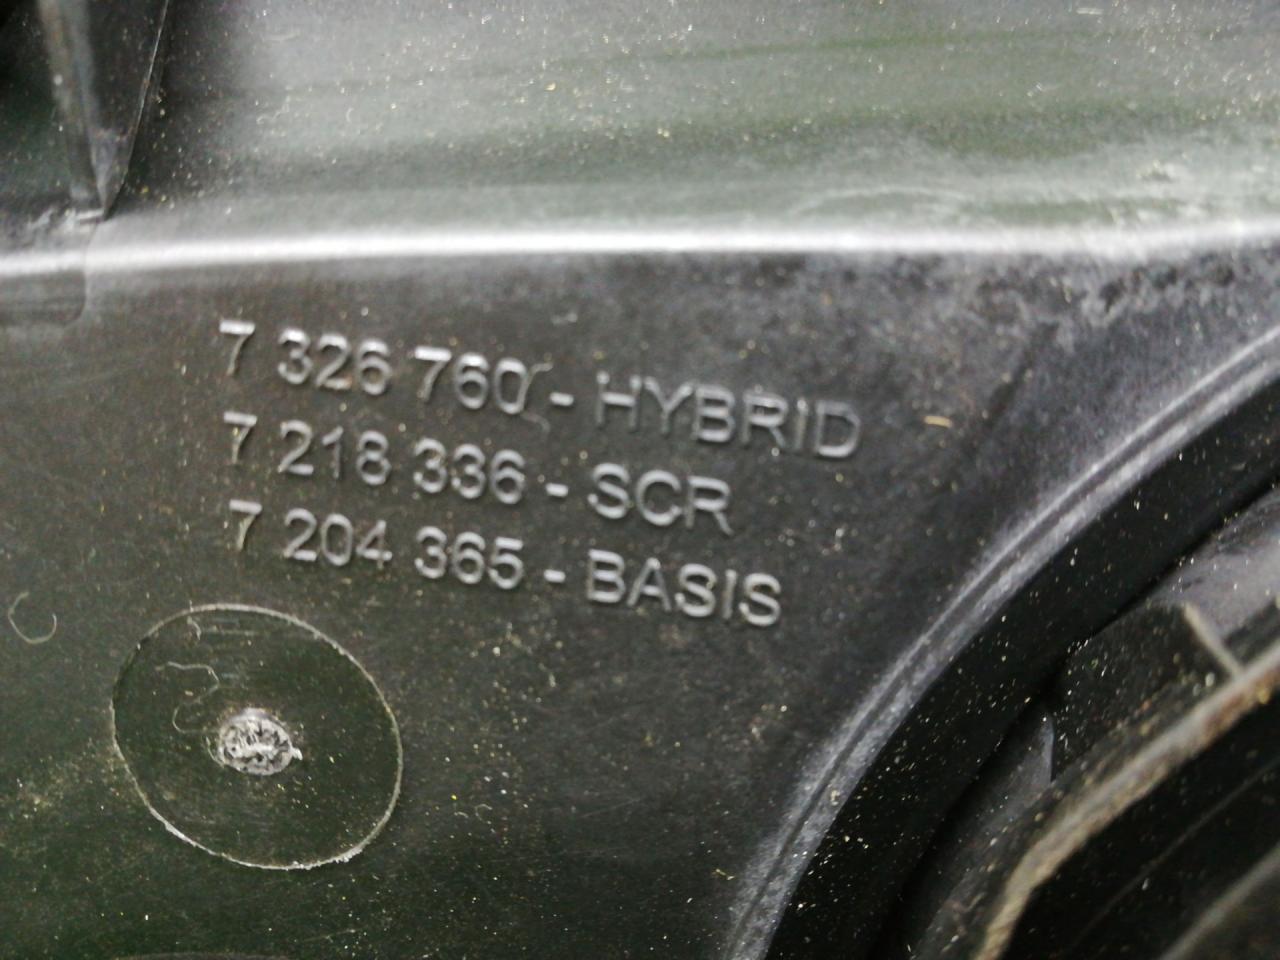 7 326 760 - HYBRID
7 218 336 - SCR
7 204 365 - BASIS